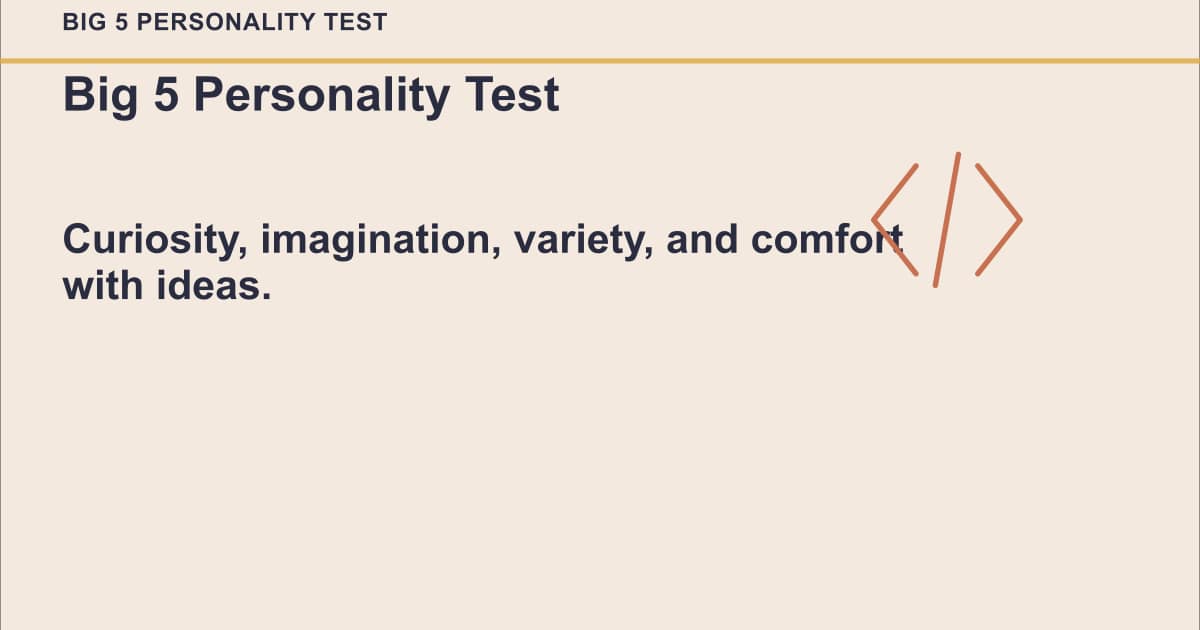 BIG 5 PERSONALITY TEST
Big 5 Personality Test
Curiosity, imagination, variety, and comfort
with ideas.